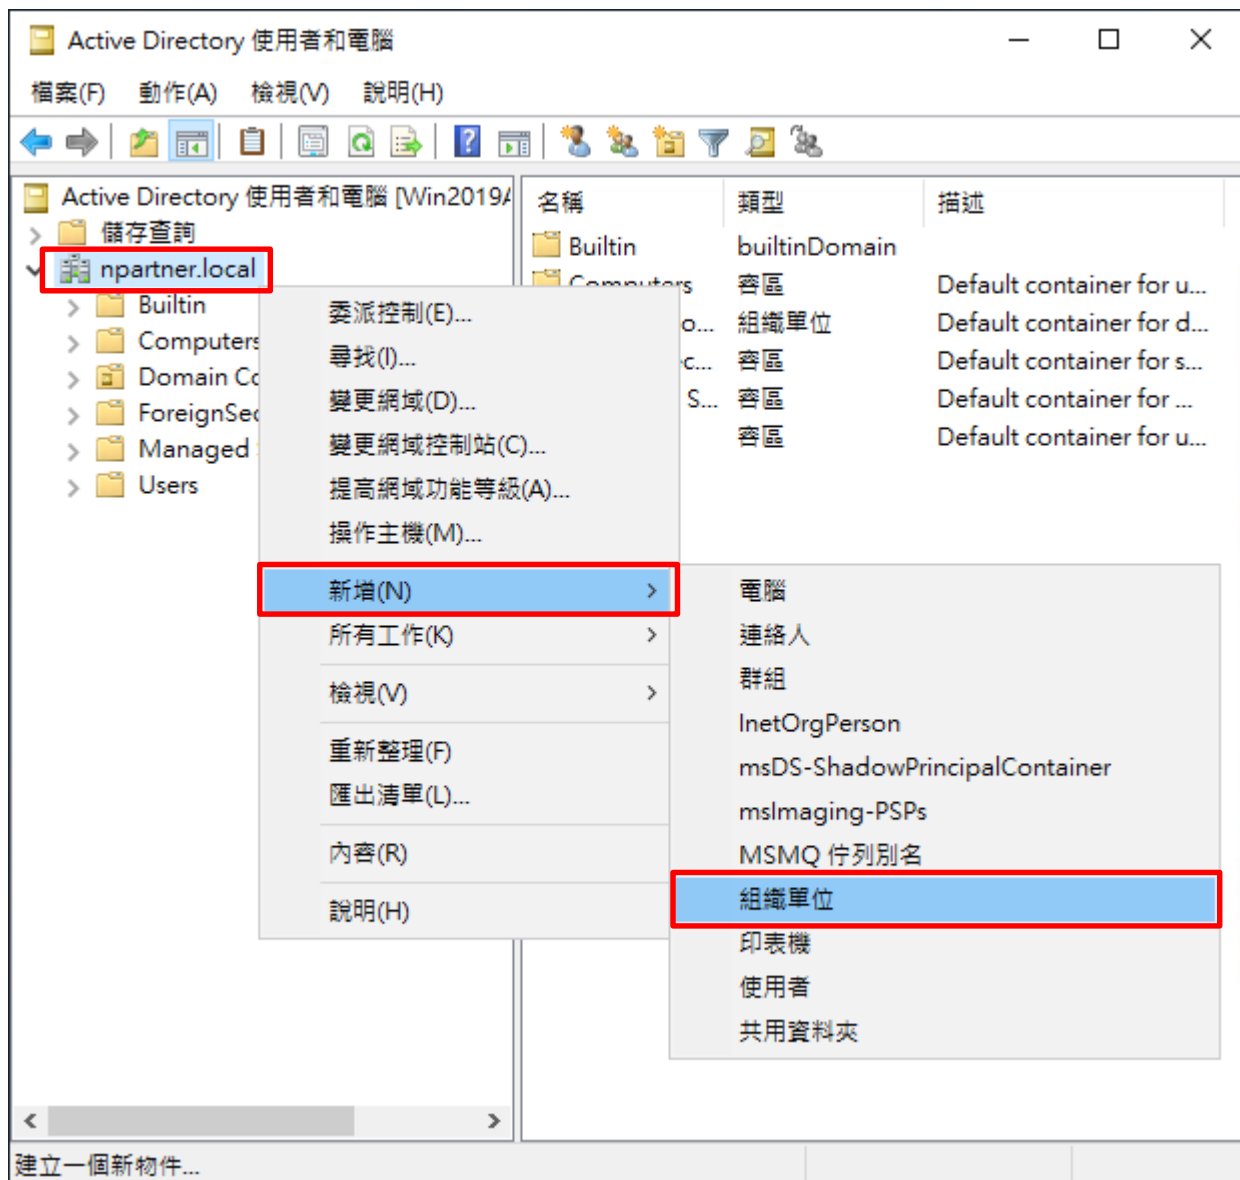 Active Directory 使用者和電腦
檔案(F) 動作(A) 檢視(V) 說明(H)
Active Directory 使用者和電腦 [Win2019A
儲存查詢
npartner.local
Builtin
Computers
Domain Co
ForeignSec
Managed
Users
名稱 類型 描述
Builtin builtinDomain
Computers 容區 Default container for u...
o... 組織單位 Default container for d...
c... 容區 Default container for s...
S... 容區 Default container for ...
容區 Default container for u...
委派控制(E)...
尋找(I)...
變更網域(D)...
變更網域控制站(C)...
提高網域功能等級(A)...
操作主機(M)...
新增(N)
所有工作(K)
檢視(V)
重新整理(F)
匯出清單(L)...
內容(R)
說明(H)
電腦
連絡人
群組
InetOrgPerson
msDS-ShadowPrincipalContainer
msImaging-PSPs
MSMQ 佇列別名
組織單位
印表機
使用者
共用資料夾
建立一個新物件...